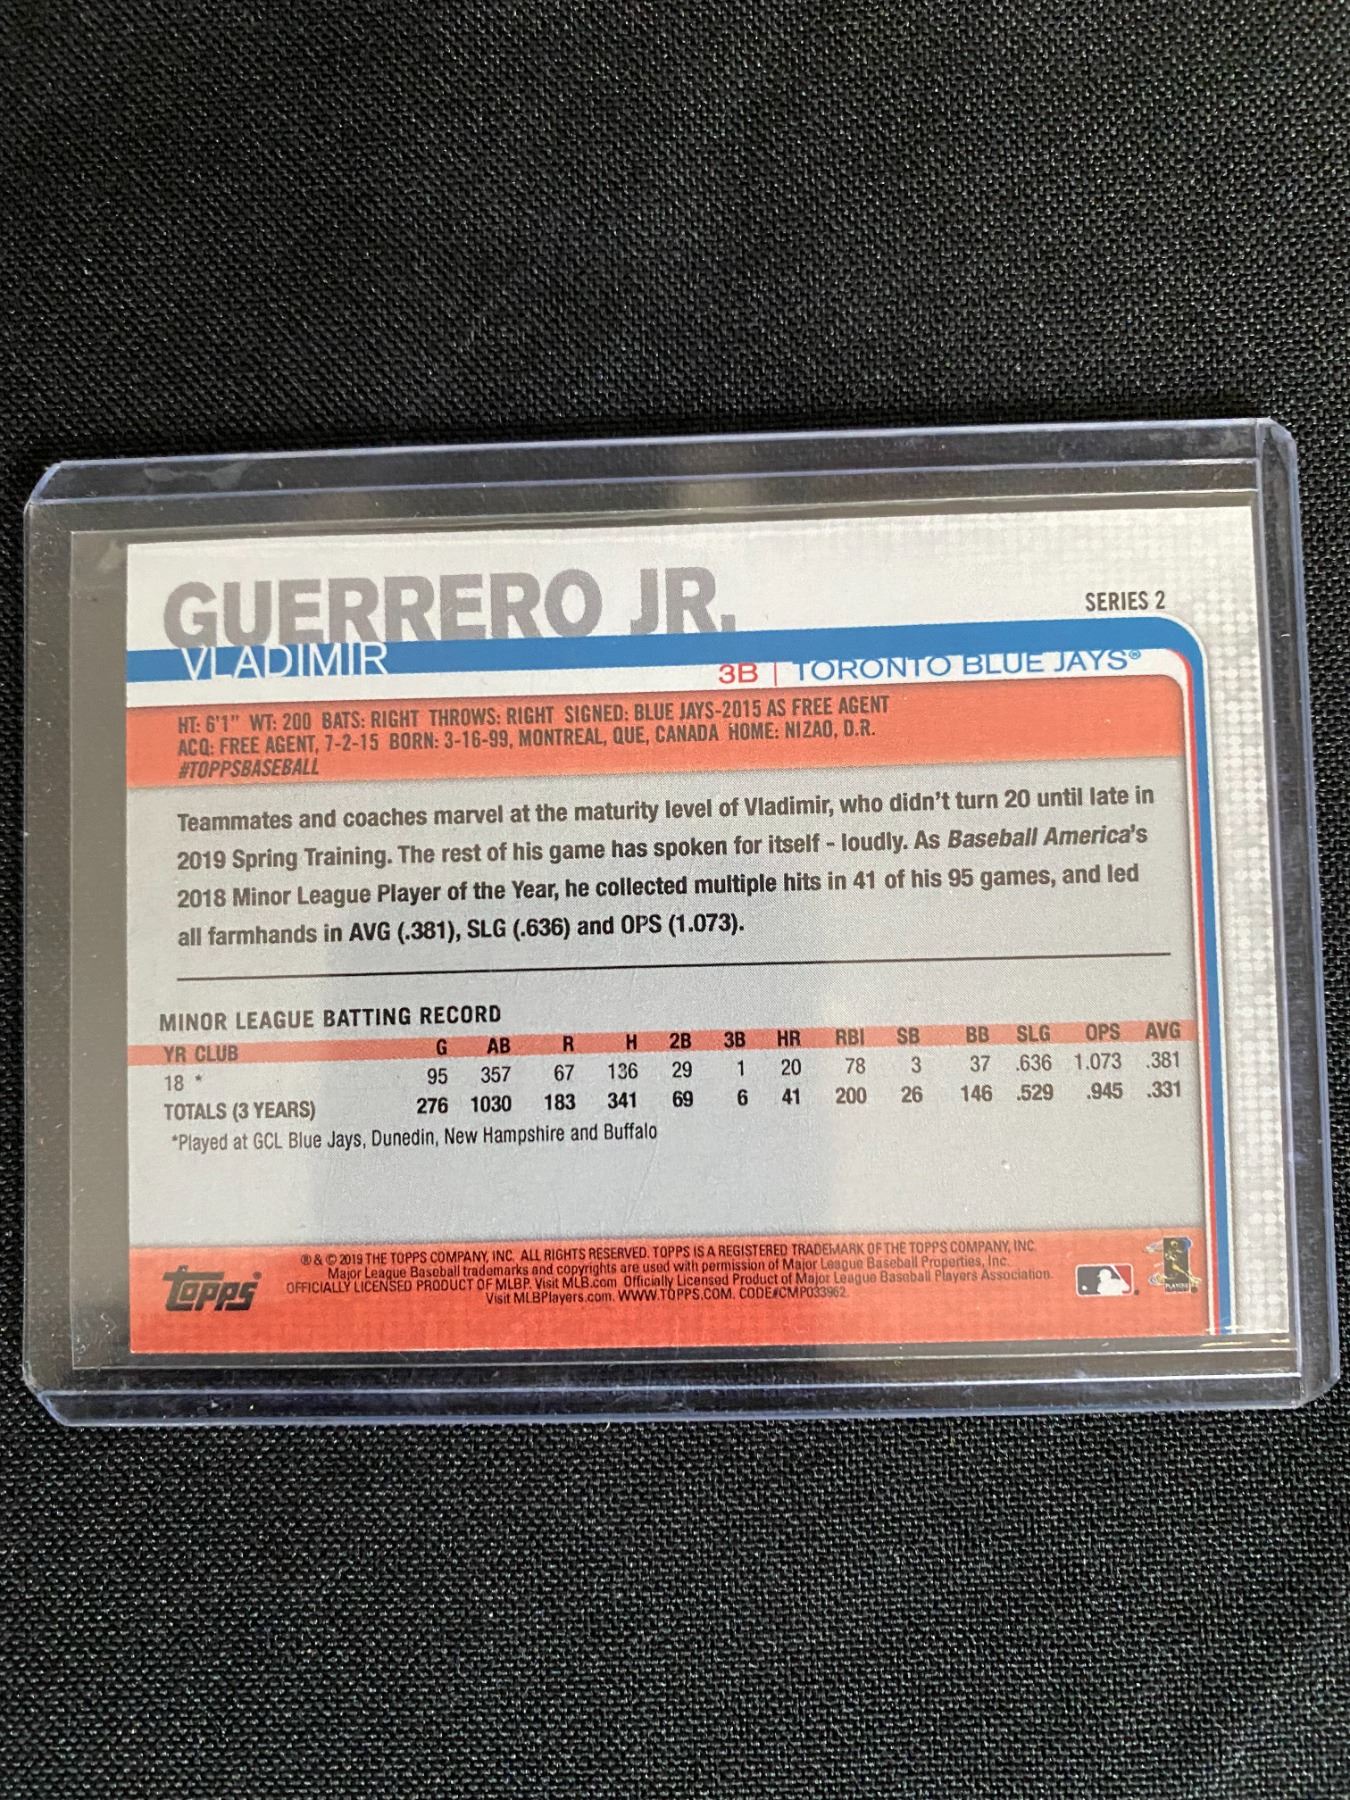 GUERRERO JR.
SERIES 2
VLADIMIR
3B | TORONTO BLUE JAYS®
HT: 6'1" WT: 200 BATS: RIGHT THROWS: RIGHT SIGNED: BLUE JAYS-2015 AS FREE AGENT
ACQ: FREE AGENT, 7-2-15 BORN: 3-16-99, MONTREAL, QUE, CANADA HOME: NIZAO, D.R.
#TOPPSBASEBALL
Teammates and coaches marvel at the maturity level of Vladimir, who didn't turn 20 until late in
2019 Spring Training. The rest of his game has spoken for itself - loudly. As Baseball America's
2018 Minor League Player of the Year, he collected multiple hits in 41 of his 95 games, and led
all farmhands in AVG (.381), SLG (.636) and OPS (1.073).
MINOR LEAGUE BATTING RECORD
YR CLUB G AB R H 2B 3B HR RBI SB BB SLG OPS AVG
18 * 95 357 67 136 29 1 20 78 3 37 .636 1.073 .381
TOTALS (3 YEARS) 276 1030 183 341 69 6 41 200 26 146 .529 .945 .331
*Played at GCL Blue Jays, Dunedin, New Hampshire and Buffalo
Topps®
® & © 2019 THE TOPPS COMPANY, INC. ALL RIGHTS RESERVED. TOPPS IS A REGISTERED TRADEMARK OF THE TOPPS COMPANY, INC.
Major League Baseball trademarks and copyrights are used with permission of Major League Baseball Properties, Inc.
OFFICIALLY LICENSED PRODUCT OF MLBP. Visit MLB.com Officially Licensed Product of Major League Baseball Players Association.
Visit MLBPlayers.com. WWW.TOPPS.COM. CODE#CMP033962.